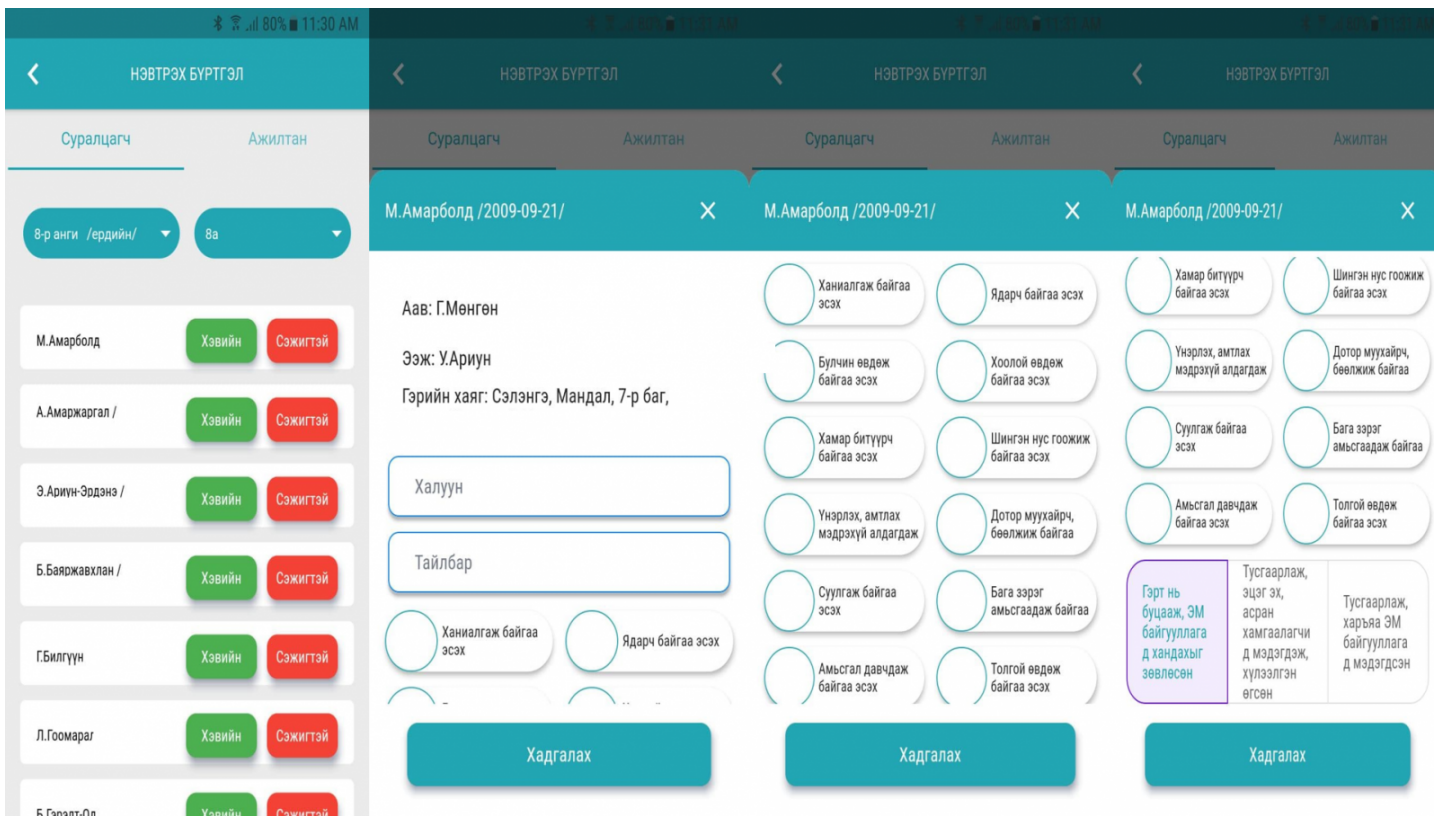 80% 11:30 AM
НЭВТРЭХ БҮРТГЭЛ
Суралцагч
Ажилтан
8-р анги /ердийн/
8а
М.Амарболд
Хэвийн
Сэжигтэй
А.Амаржаргал /
Хэвийн
Сэжигтэй
Э.Ариун-Эрдэнэ /
Хэвийн
Сэжигтэй
Б.Баяржавхлан /
Хэвийн
Сэжигтэй
Г.Билгүүн
Хэвийн
Сэжигтэй
Л.Гоомарал
Хэвийн
Сэжигтэй
Б.Гэрэлт-Од
Хэвийн
Сэжигтэй
НЭВТРЭХ БҮРТГЭЛ
Суралцагч
Ажилтан
М.Амарболд /2009-09-21/
Аав: Г.Мөнгөн
Ээж: У.Ариун
Гэрийн хаяг: Сэлэнгэ, Мандал, 7-р баг,
Халуун
Тайлбар
Ханиалгаж байгаа
эсэх
Ядарч байгаа эсэх
Хадгалах
НЭВТРЭХ БҮРТГЭЛ
Суралцагч
Ажилтан
М.Амарболд /2009-09-21/
Ханиалгаж байгаа
эсэх
Ядарч байгаа эсэх
Булчин өвдөж
байгаа эсэх
Хоолой өвдөж
байгаа эсэх
Хамар битүүрч
байгаа эсэх
Шингэн нус гоожиж
байгаа эсэх
Үнэрлэх, амтлах
мэдрэхүй алдагдаж
Дотор муухайрч,
бөөлжиж байгаа
Суулгаж байгаа
эсэх
Бага зэрэг
амьсгаадаж байгаа
Амьсгал давчдаж
байгаа эсэх
Толгой өвдөж
байгаа эсэх
Хадгалах
НЭВТРЭХ БҮРТГЭЛ
Суралцагч
Ажилтан
М.Амарболд /2009-09-21/
Хамар битүүрч
байгаа эсэх
Шингэн нус гоожиж
байгаа эсэх
Үнэрлэх, амтлах
мэдрэхүй алдагдаж
Дотор муухайрч,
бөөлжиж байгаа
Суулгаж байгаа
эсэх
Бага зэрэг
амьсгаадаж байгаа
Амьсгал давчдаж
байгаа эсэх
Толгой өвдөж
байгаа эсэх
Гэрт нь
буцааж, ЭМ
байгууллага
д хандахыг
зөвлөсөн
Тусгаарлаж,
эцэг эх,
асран
хамгаалагчи
д мэдэгдэж,
хүлээлгэн
өгсөн
Тусгаарлаж,
харъяа ЭМ
байгууллага
д мэдэгдсэн
Хадгалах